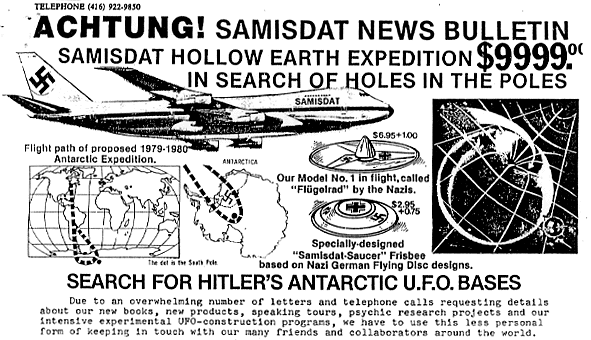 TELEPHONE (416) 922-9850
ACHTUNG! SAMISDAT NEWS BULLETIN
SAMISDAT HOLLOW EARTH EXPEDITION $9999.00
IN SEARCH OF HOLES IN THE POLES
SAMISDAT
Flight path of proposed 1979-1980
Antarctic Expedition.
ANTARCTICA
The dot is the South Pole.
$6.95+1.00
Our Model No. 1 in flight, called
"Flügelrad" by the Nazis.
$2.95
+0.75
Specially-designed
"Samisdat-Saucer" Frisbee
based on Nazi German Flying Disc designs.
SEARCH FOR HITLER'S ANTARCTIC U.F.O. BASES
Due to an overwhelming number of letters and telephone calls requesting details
about our new books, new products, speaking tours, psychic research projects and our
intensive experimental UFO-construction programs, we have to use this less personal
form of keeping in touch with our many friends and collaborators around the world.